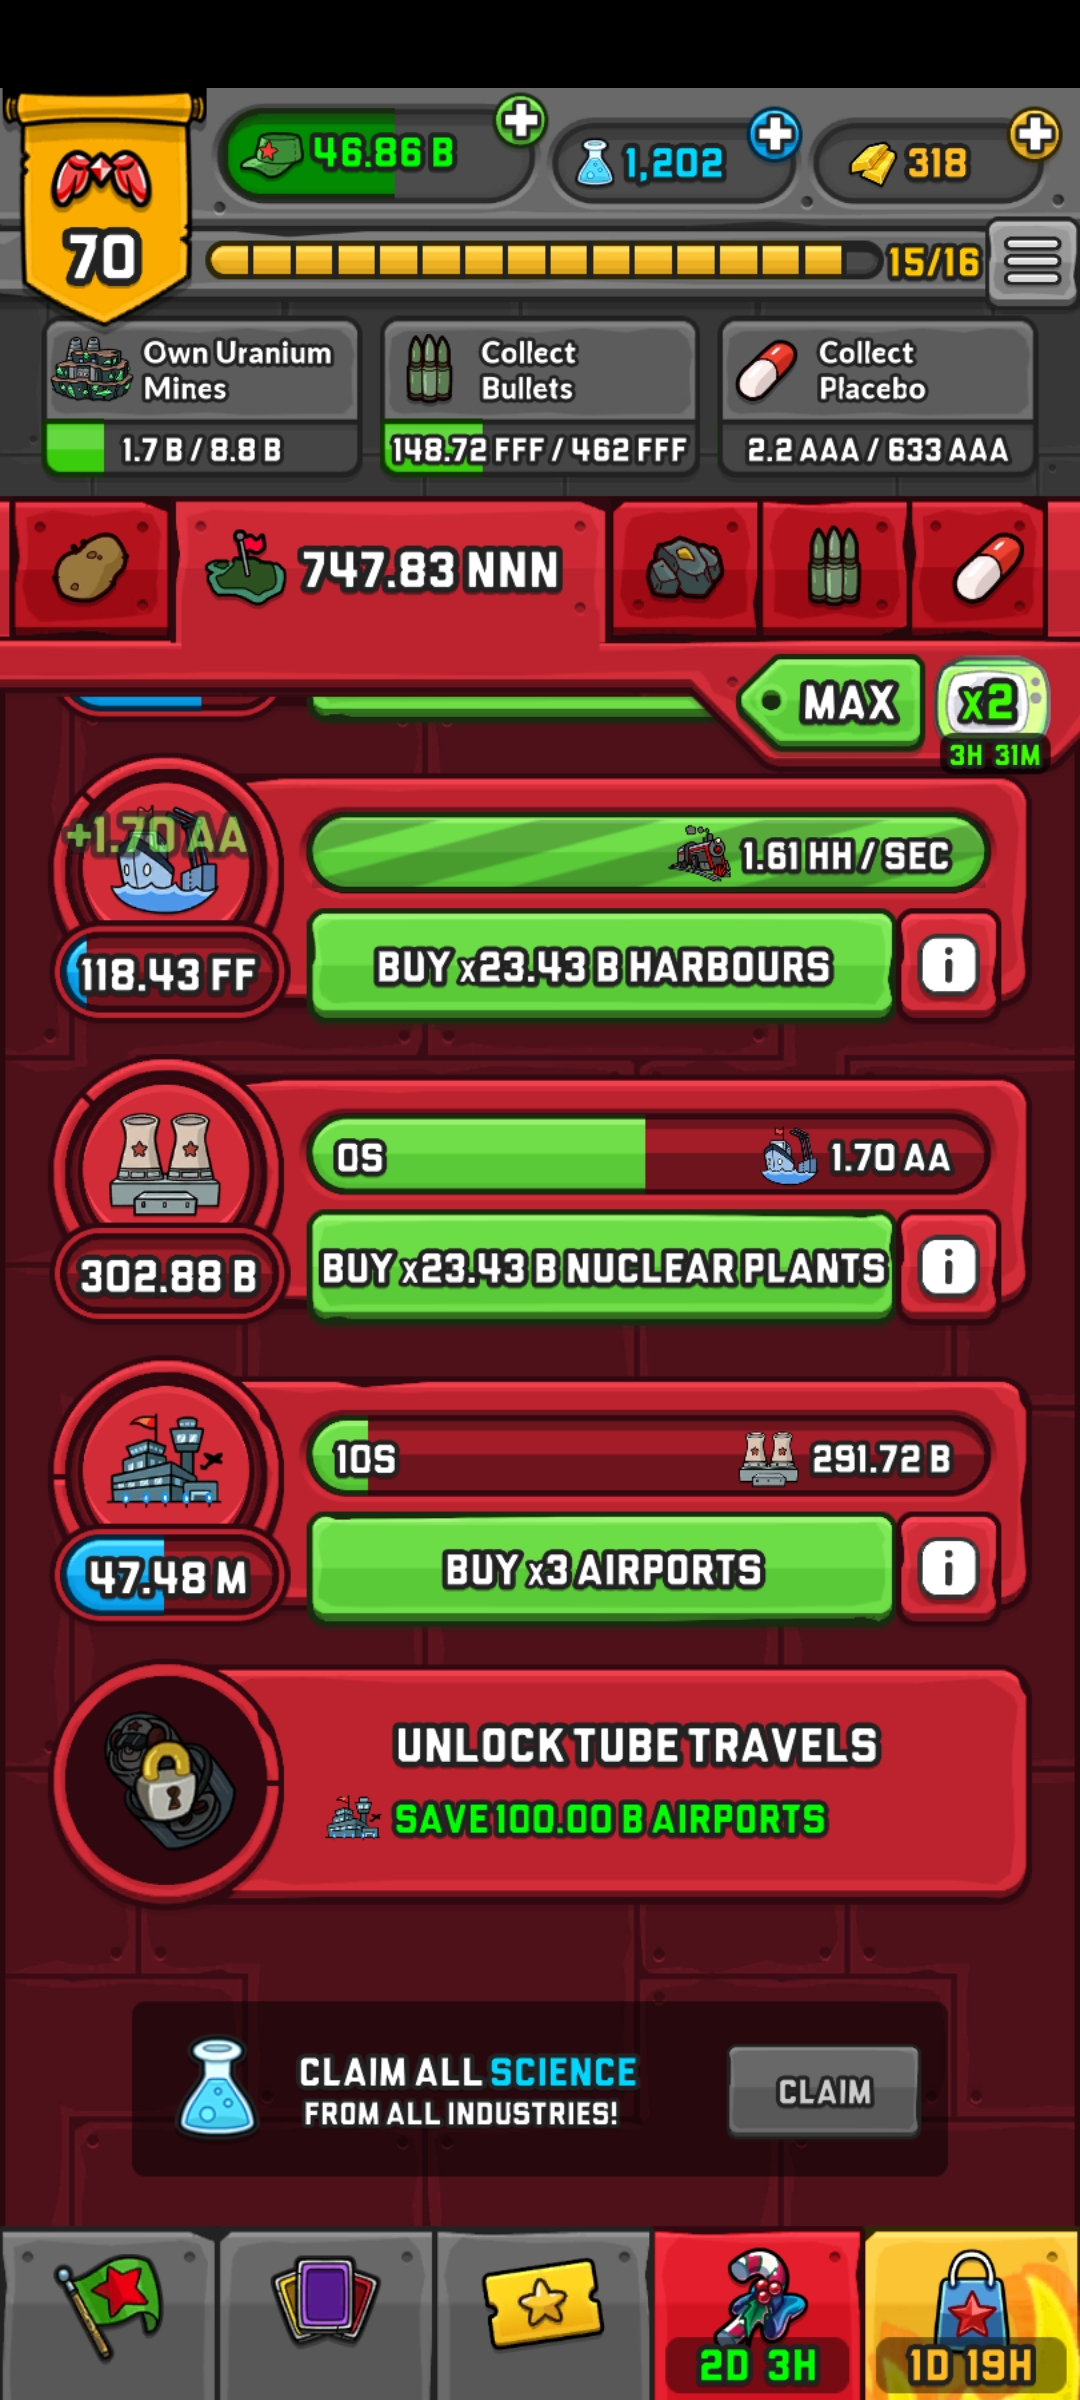 70
46.86 B
1,202
318
15/16
Own Uranium
Mines
1.7 B / 8.8 B
Collect
Bullets
148.72 FFF / 462 FFF
Collect
Placebo
2.2 AAA / 633 AAA
747.83 NNN
MAX
x2
3H 31M
+1.70 AA
1.61 HH / SEC
118.43 FF
BUY x23.43 B HARBOURS
i
0S
1.70 AA
302.88 B
BUY x23.43 B NUCLEAR PLANTS
i
10S
291.72 B
47.48 M
BUY x3 AIRPORTS
i
UNLOCK TUBE TRAVELS
SAVE 100.00 B AIRPORTS
CLAIM ALL SCIENCE
FROM ALL INDUSTRIES!
CLAIM
2D 3H
1D 19H